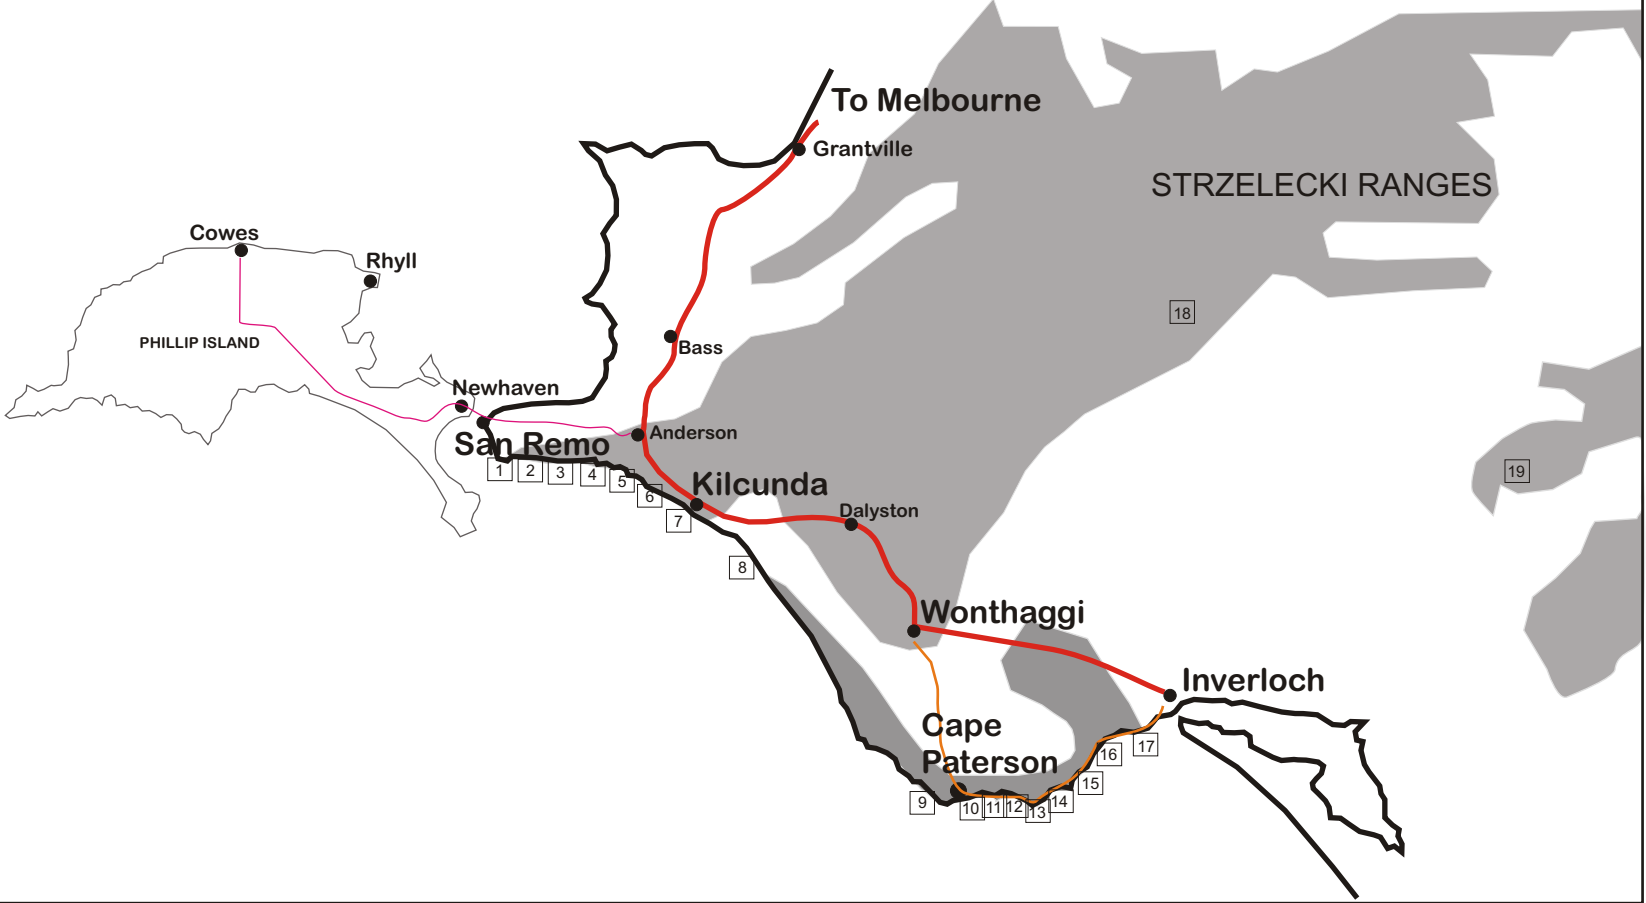 To Melbourne
Grantville
STRZELECKI RANGES
Cowes
Rhyll
18
PHILLIP ISLAND
Bass
Newhaven
Anderson
San Remo
1
2
3
4
5
6
7
19
Kilcunda
Dalyston
8
Wonthaggi
Inverloch
Cape
Paterson
17
16
15
9
10
11
12
13
14